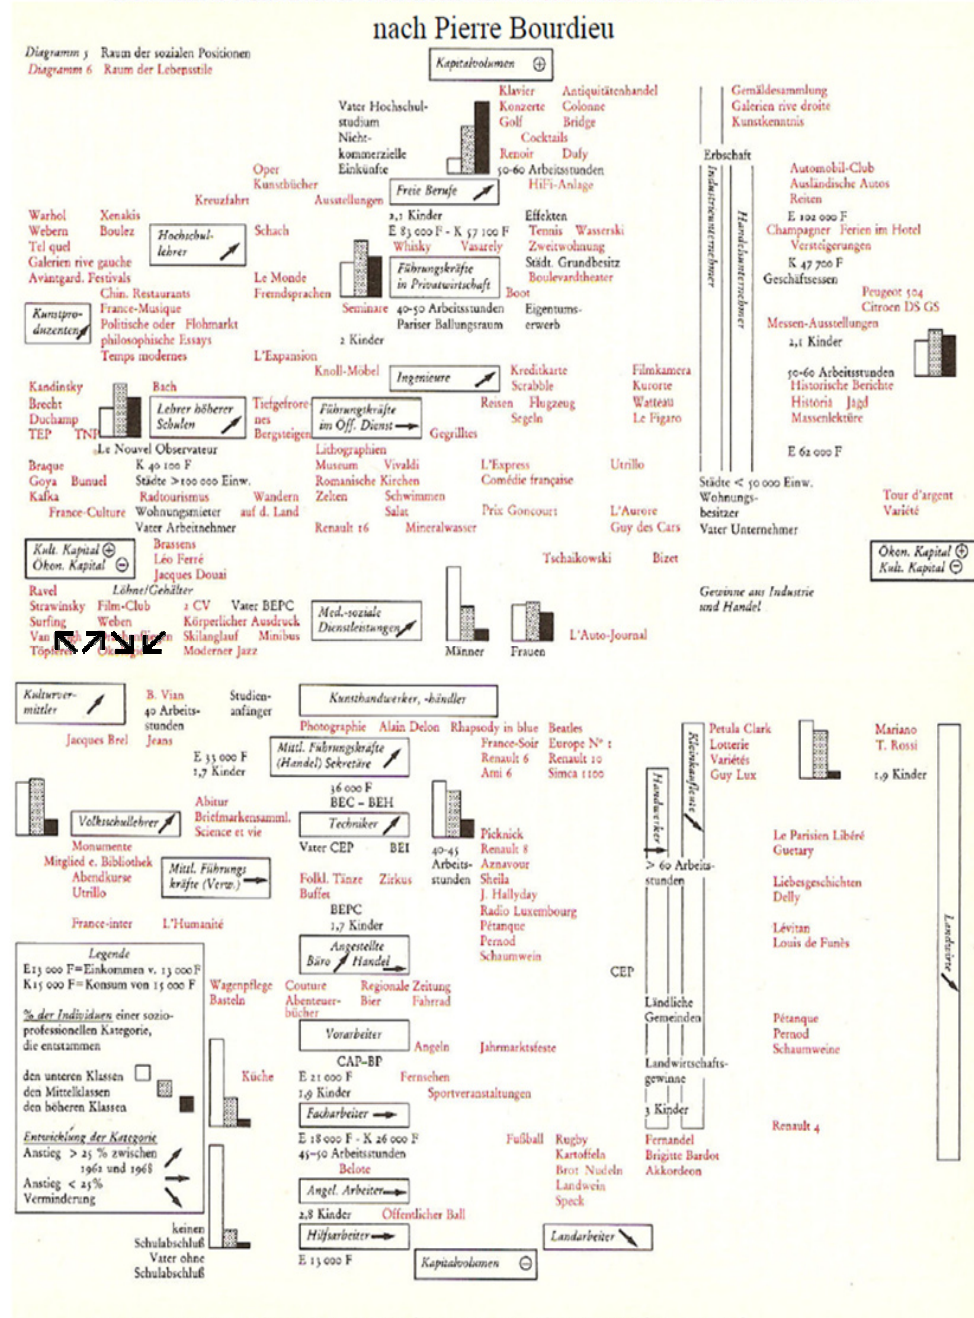 nach Pierre Bourdieu
Diagramm 5 Raum der sozialen Positionen
Diagramm 6 Raum der Lebensstile
Kapitalvolumen ⊕
Klavier Antiquitätenhandel
Vater Hochschul- Konzerte Colonne
studium Golf Bridge
Nicht- Cocktails
kommerzielle Renoir Dufy
Einkünfte 50-60 Arbeitsstunden
Gemäldesammlung
Galerien rive droite
Kunstkenntnis
Erbschaft
Industrieunternehmer
Handelsunternehmer
Oper
Kunstbücher
Kreuzfahrt Ausstellungen
Freie Berufe
HiFi-Anlage
Automobil-Club
Ausländische Autos
Reiten
E 102 000 F
Champagner Ferien im Hotel
Versteigerungen
K 47 700 F
Geschäftsessen
Peugeot 504
Citroen DS GS
Messen-Ausstellungen
2,1 Kinder
50-60 Arbeitsstunden
Historische Berichte
Historia Jagd
Massenlektüre
E 62 000 F
Warhol Xenakis
Webern Boulez
Tel quel
Galerien rive gauche
Avantgard. Festivals
Hochschul-
lehrer
Schach
2,1 Kinder
E 83 000 F - K 57 100 F
Whisky Vasarely
Effekten
Tennis Wasserski
Zweitwohnung
Städt. Grundbesitz
Boulevardtheater
Führungskräfte
in Privatwirtschaft
Boot
Le Monde
Fremdsprachen
Chin. Restaurants
France-Musique
Politische oder Flohmarkt
philosophische Essays
Temps modernes
Kunstpro-
duzenten
Seminare 40-50 Arbeitsstunden
Pariser Ballungsraum
Eigentums-
erwerb
2 Kinder
L'Expansion
Knoll-Möbel
Ingenieure
Kreditkarte
Scrabble
Reisen Flugzeug
Segeln
Filmkamera
Kurorte
Watteau
Le Figaro
Kandinsky Bach
Brecht
Duchamp
TEP TNP
Lehrer höherer
Schulen
Tiefgefrore-
nes
Bergsteigen
Führungskräfte
im Öff. Dienst
Gegrilltes
Le Nouvel Observateur
Lithographien
Braque K 40 100 F
Goya Bunuel Städte >100 000 Einw.
Kafka Radtourismus Wandern
France-Culture Wohnungsmieter auf d. Land
Vater Arbeitnehmer
Museum Vivaldi
Romanische Kirchen
Zelten Schwimmen
Salat
Renault 16 Mineralwasser
L'Express Utrillo
Comédie française
Prix Goncourt L'Aurore
Guy des Cars
Städte < 50 000 Einw.
Wohnungs-
besitzer
Vater Unternehmer
Tour d'argent
Variété
Kult. Kapital ⊕
Ökon. Kapital ⊖
Brassens
Léo Ferré
Jacques Douai
Tschaikowski Bizet
Ökon. Kapital ⊕
Kult. Kapital ⊖
Gewinne aus Industrie
und Handel
Ravel Löhne/Gehälter
Strawinsky Film-Club 2 CV Vater BEPC
Surfing Weben Körperlicher Ausdruck
Van Skilanglauf Minibus
Moderner Jazz
Med.-soziale
Dienstleistungen
Männer Frauen
L'Auto-Journal
Kulturver-
mittler
B. Vian
40 Arbeits-
stunden
Jacques Brel Jeans
Studien-
anfänger
Kunsthandwerker, -händler
Photographie Alain Delon Rhapsody in blue Beatles
France-Soir Europe N° 1
Renault 6 Renault 10
Ami 6 Simca 1100
E 33 000 F
1,7 Kinder
Mittl. Führungskräfte
(Handel) Sekretäre
Kleinkaufleute
Handwerker
Petula Clark
Lotterie
Variétés
Guy Lux
Mariano
T. Rossi
1,9 Kinder
Landwirte
36 000 F
BEC – BEH
Abitur
Briefmarkensamml.
Science et vie
Volksschullehrer
Techniker
Vater CEP BEI
40-45
Arbeits-
stunden
Picknick
Renault 8
Aznavour
Sheila
J. Hallyday
Radio Luxembourg
Pétanque
Pernod
Schaumwein
Monumente
Mitglied e. Bibliothek
Abendkurse
Utrillo
Mittl. Führungs
kräfte (Verw.)
Folkl. Tänze Zirkus
Buffet
BEPC
1,7 Kinder
> 60 Arbeits-
stunden
Le Parisien Libéré
Guetary
Liebesgeschichten
Delly
Lévitan
Louis de Funès
France-inter L'Humanité
Angestellte
Büro Handel
CEP
Wagenpflege
Basteln
Couture Regionale Zeitung
Abenteuer- Bier Fahrrad
bücher
Vorarbeiter
Angeln Jahrmarktsfeste
Ländliche
Gemeinden
Pétanque
Pernod
Schaumweine
Legende
E13 000 F=Einkommen v. 13 000F
K15 000 F=Konsum von 15 000 F
% der Individuen einer sozio-
professionellen Kategorie,
die entstammen
den unteren Klassen
den Mittelklassen
den höheren Klassen
Entwicklung der Kategorie
Anstieg > 25 % zwischen
1962 und 1968
Anstieg < 25%
Verminderung
CAP–BP
Küche E 21 000 F Fernsehen
1,9 Kinder Sportveranstaltungen
Landwirtschafts-
gewinne
3 Kinder
Renault 4
Facharbeiter
E 18 000 F - K 26 000 F
45-50 Arbeitsstunden
Belote
Fußball Rugby
Kartoffeln
Brot Nudeln
Landwein
Speck
Fernandel
Brigitte Bardot
Akkordeon
Angel. Arbeiter
2,8 Kinder Öffentlicher Ball
Hilfsarbeiter
Landarbeiter
keinen
Schulabschluß
Vater ohne
Schulabschluß
E 13 000 F
Kapitalvolumen ⊖